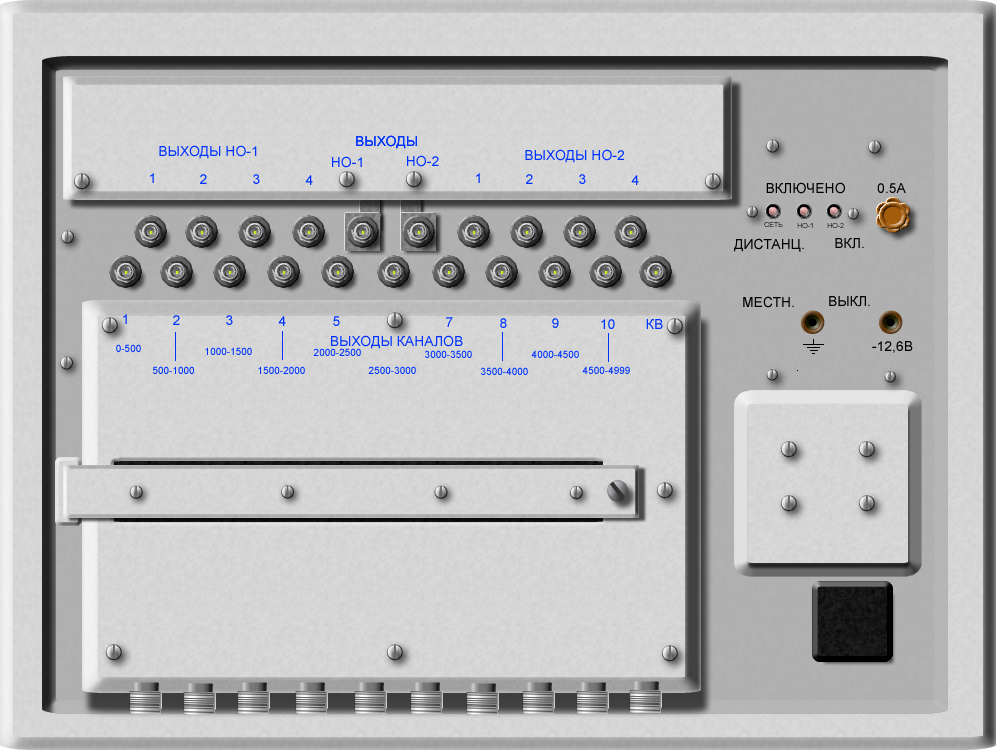 ВЫХОДЫ
ВЫХОДЫ НО-1
ВЫХОДЫ НО-2
НО-1 НО-2
1 2 3 4
1 2 3 4
ВКЛЮЧЕНО 0.5А
СЕТЬ НО-1 НО-2
ДИСТАНЦ. ВКЛ.
МЕСТН. ВЫКЛ.
-12,6В
1 2 3 4 5 7 8 9 10 КВ
ВЫХОДЫ КАНАЛОВ
0-500 1000-1500 2000-2500 3000-3500 4000-4500
500-1000 1500-2000 2500-3000 3500-4000 4500-4999